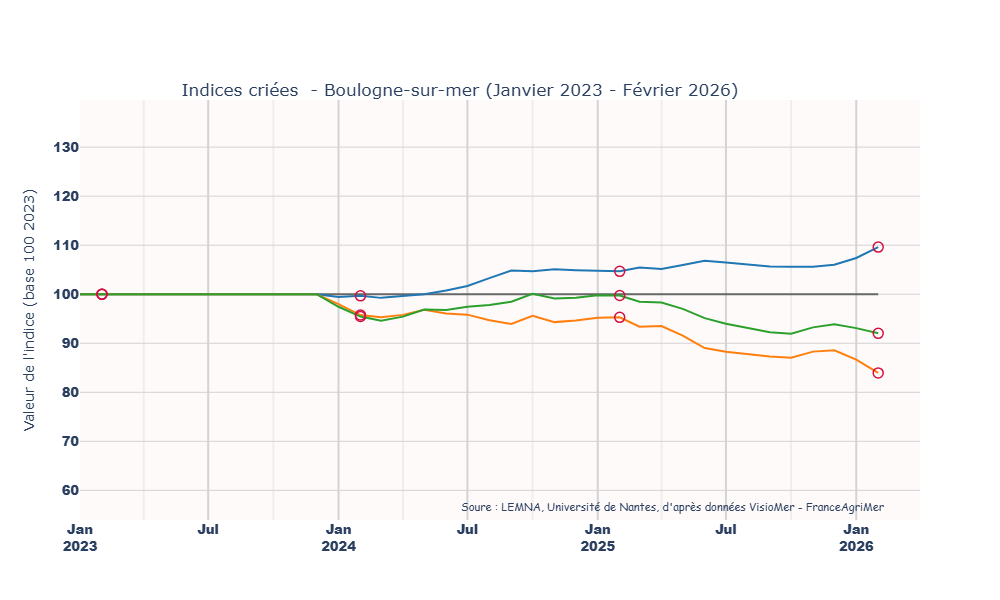 Indices criées  - Boulogne-sur-mer (Janvier 2023 - Février 2026)
Valeur de l'indice (base 100 2023)
130
120
110
100
90
80
70
60
Soure : LEMNA, Université de Nantes, d'après données VisioMer - FranceAgriMer
Jan Jul Jan Jul Jan Jul Jan
2023 2024 2025 2026